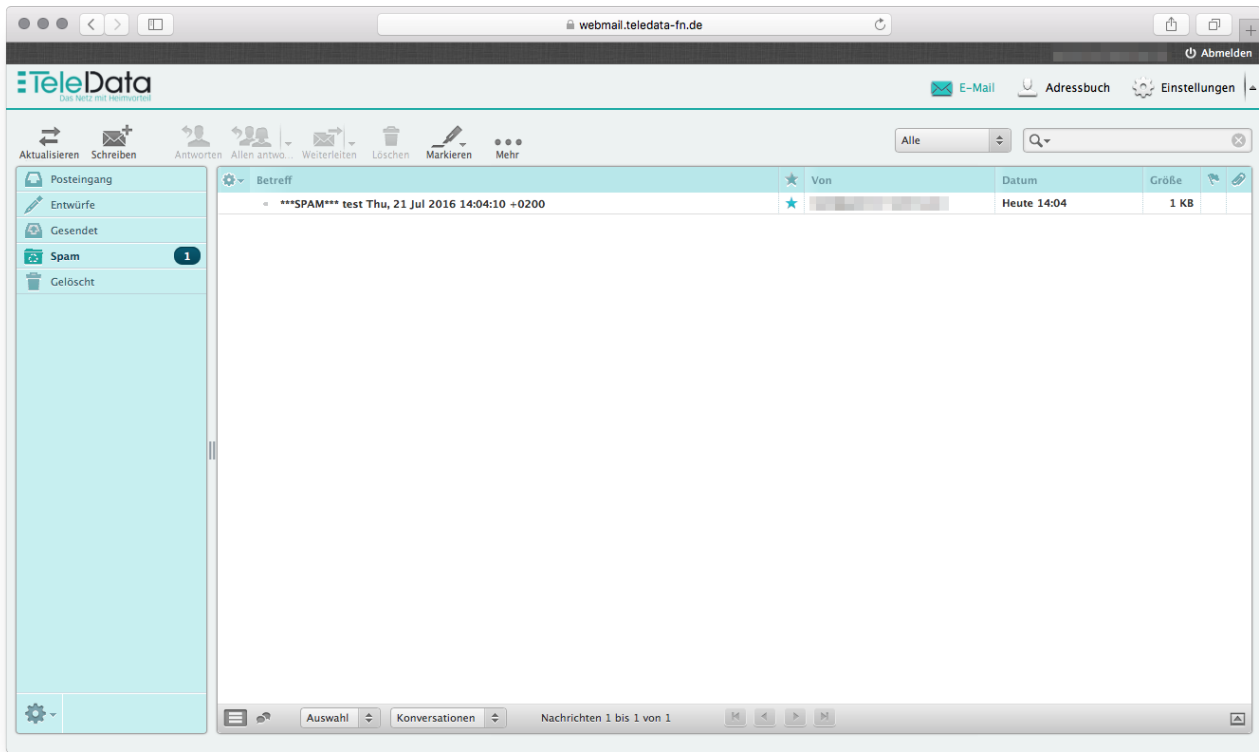 webmail.teledata-fn.de
Abmelden
TeleData
Das Netz mit Heimvorteil
E-Mail Adressbuch Einstellungen
Aktualisieren Schreiben Antworten Allen antwo... Weiterleiten Löschen Markieren Mehr
Alle
Posteingang
Entwürfe
Gesendet
Spam 1
Gelöscht
Betreff Von Datum Größe
***SPAM*** test Thu, 21 Jul 2016 14:04:10 +0200 Heute 14:04 1 KB
Auswahl Konversationen Nachrichten 1 bis 1 von 1